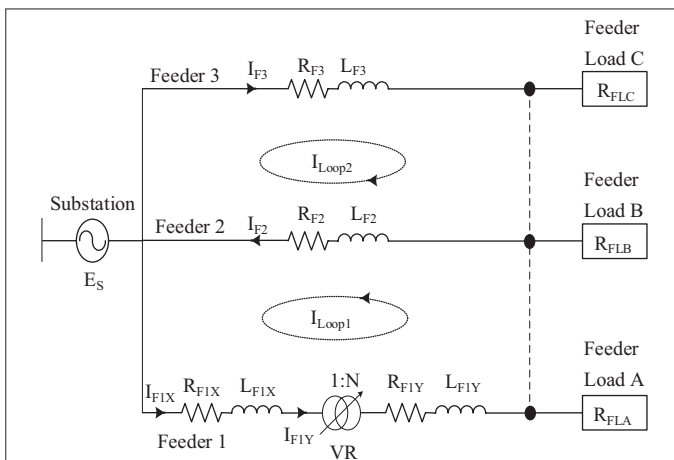 Feeder
Load C
Feeder 3
I_F3
R_F3
L_F3
R_FLC
I_Loop2
Substation
E_S
Feeder 2
I_F2
R_F2
L_F2
Feeder
Load B
R_FLB
I_Loop1
I_F1X
R_F1X
L_F1X
Feeder 1
I_F1Y
1:N
VR
R_F1Y
L_F1Y
Feeder
Load A
R_FLA